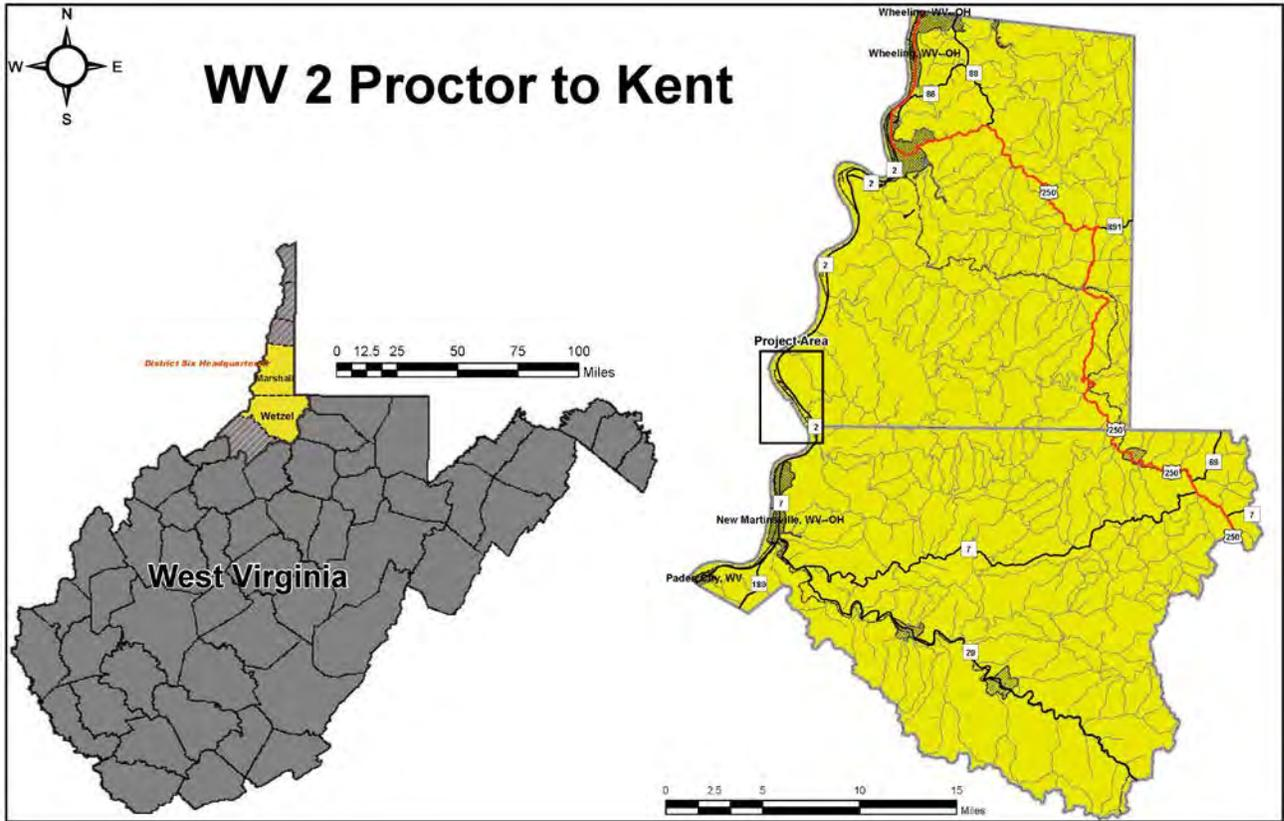 N
W E
S
WV 2 Proctor to Kent
Wheeling, WV--OH
Wheeling, WV--OH
88
88
2
2
250
891
2
District Six Headquarters
Marshall
Wetzel
0 12.5 25 50 75 100
Miles
Project Area
2
250
250
69
7
New Martinsville, WV--OH
7
7
250
Paden City, WV
180
West Virginia
20
0 2.5 5 10 15
Miles